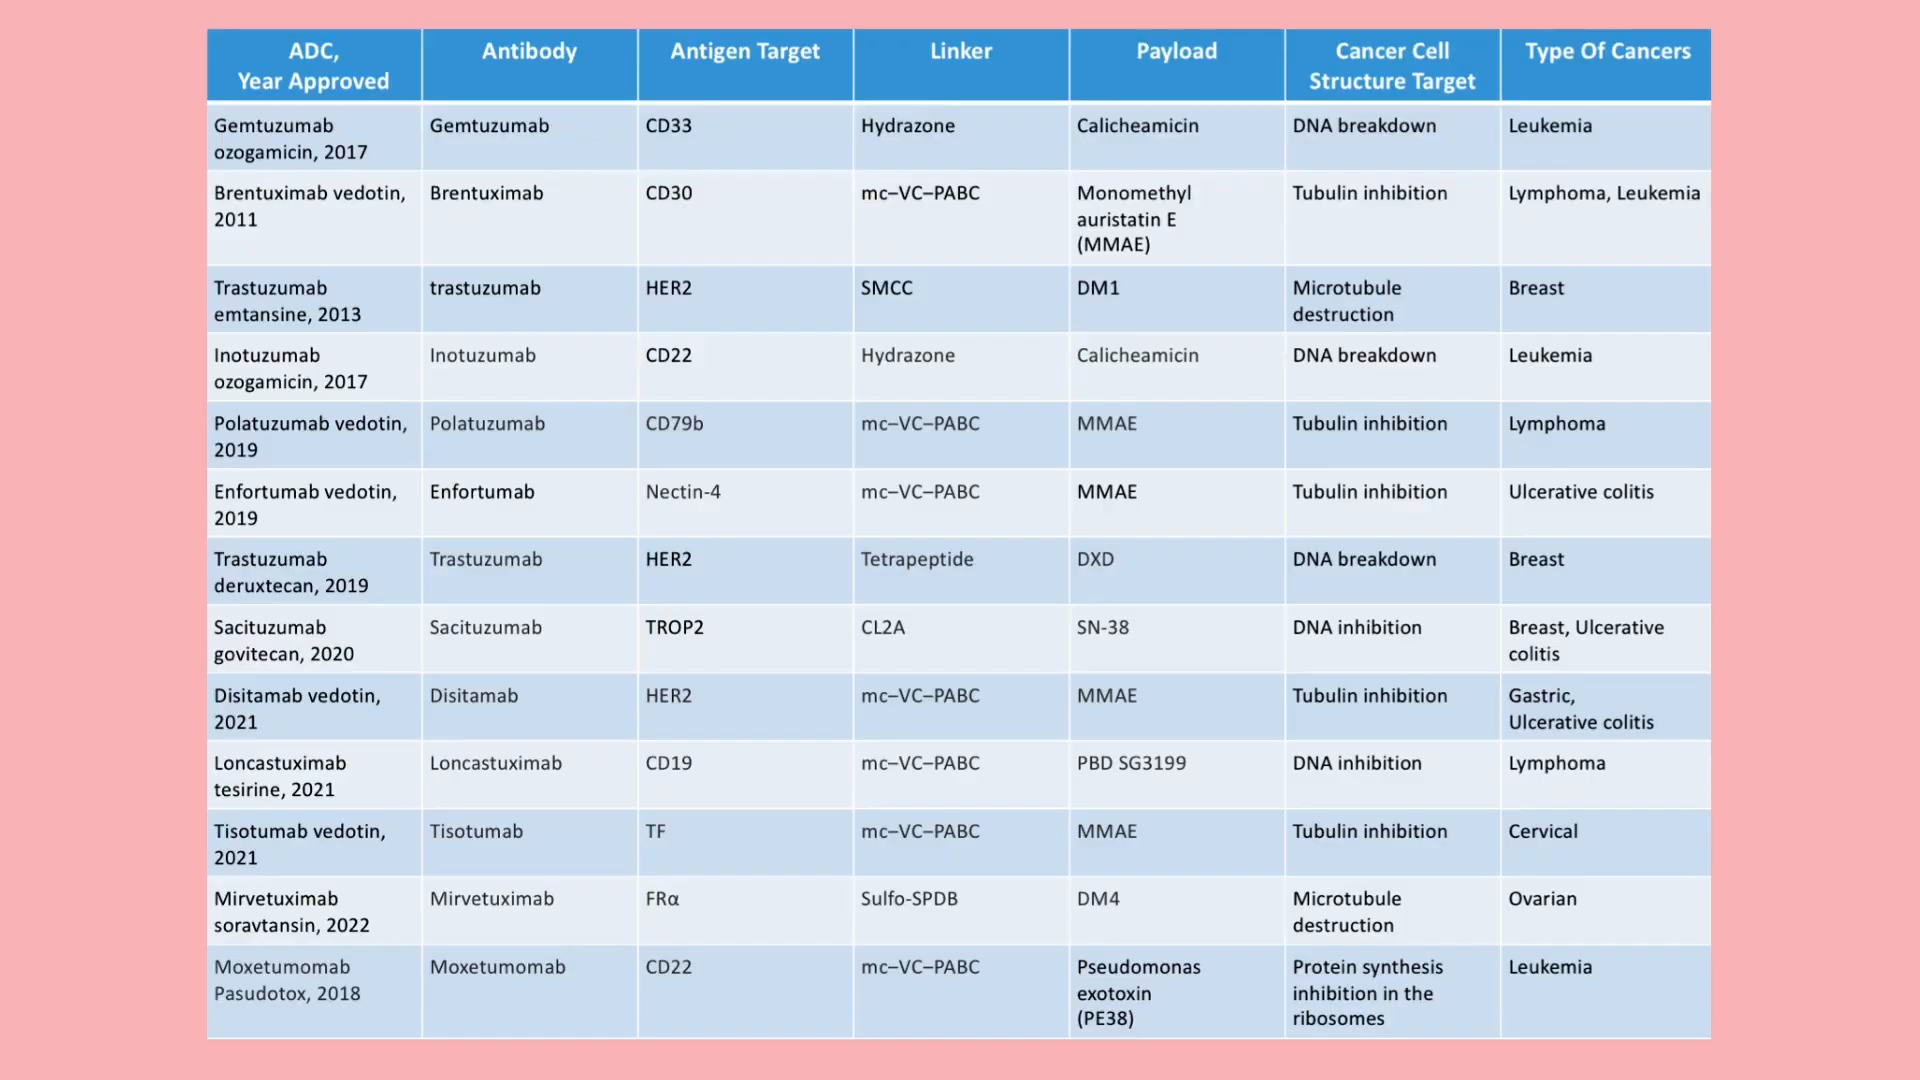 ADC,
Year Approved
Antibody
Antigen Target
Linker
Payload
Cancer Cell
Structure Target
Type Of Cancers
Gemtuzumab
ozogamicin, 2017
Gemtuzumab
CD33
Hydrazone
Calicheamicin
DNA breakdown
Leukemia
Brentuximab vedotin,
2011
Brentuximab
CD30
mc–VC–PABC
Monomethyl
auristatin E
(MMAE)
Tubulin inhibition
Lymphoma, Leukemia
Trastuzumab
emtansine, 2013
trastuzumab
HER2
SMCC
DM1
Microtubule
destruction
Breast
Inotuzumab
ozogamicin, 2017
Inotuzumab
CD22
Hydrazone
Calicheamicin
DNA breakdown
Leukemia
Polatuzumab vedotin,
2019
Polatuzumab
CD79b
mc–VC–PABC
MMAE
Tubulin inhibition
Lymphoma
Enfortumab vedotin,
2019
Enfortumab
Nectin-4
mc–VC–PABC
MMAE
Tubulin inhibition
Ulcerative colitis
Trastuzumab
deruxtecan, 2019
Trastuzumab
HER2
Tetrapeptide
DXD
DNA breakdown
Breast
Sacituzumab
govitecan, 2020
Sacituzumab
TROP2
CL2A
SN-38
DNA inhibition
Breast, Ulcerative
colitis
Disitamab vedotin,
2021
Disitamab
HER2
mc–VC–PABC
MMAE
Tubulin inhibition
Gastric,
Ulcerative colitis
Loncastuximab
tesirine, 2021
Loncastuximab
CD19
mc–VC–PABC
PBD SG3199
DNA inhibition
Lymphoma
Tisotumab vedotin,
2021
Tisotumab
TF
mc–VC–PABC
MMAE
Tubulin inhibition
Cervical
Mirvetuximab
soravtansin, 2022
Mirvetuximab
FRα
Sulfo-SPDB
DM4
Microtubule
destruction
Ovarian
Moxetumomab
Pasudotox, 2018
Moxetumomab
CD22
mc–VC–PABC
Pseudomonas
exotoxin
(PE38)
Protein synthesis
inhibition in the
ribosomes
Leukemia